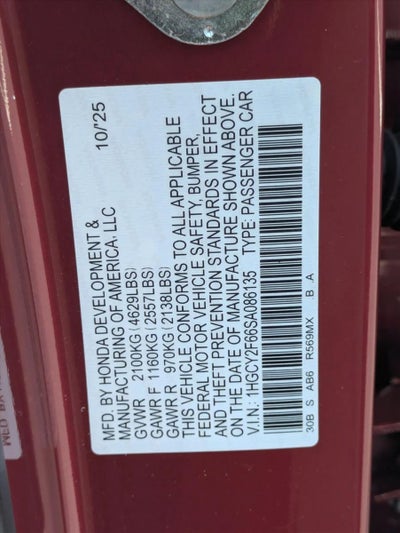 MFD. BY HONDA DEVELOPMENT & 10/'25
MANUFACTURING OF AMERICA, LLC
GVWR 2100KG (4629LBS)
GAWR F 1160KG (2557LBS)
GAWR R 970KG (2138LBS)
THIS VEHICLE CONFORMS TO ALL APPLICABLE
FEDERAL MOTOR VEHICLE SAFETY, BUMPER,
AND THEFT PREVENTION STANDARDS IN EFFECT
ON THE DATE OF MANUFACTURE SHOWN ABOVE.
V.I.N.: 1HGCY2F66SA086135 TYPE: PASSENGER CAR
30B S AB6 R569MX B A